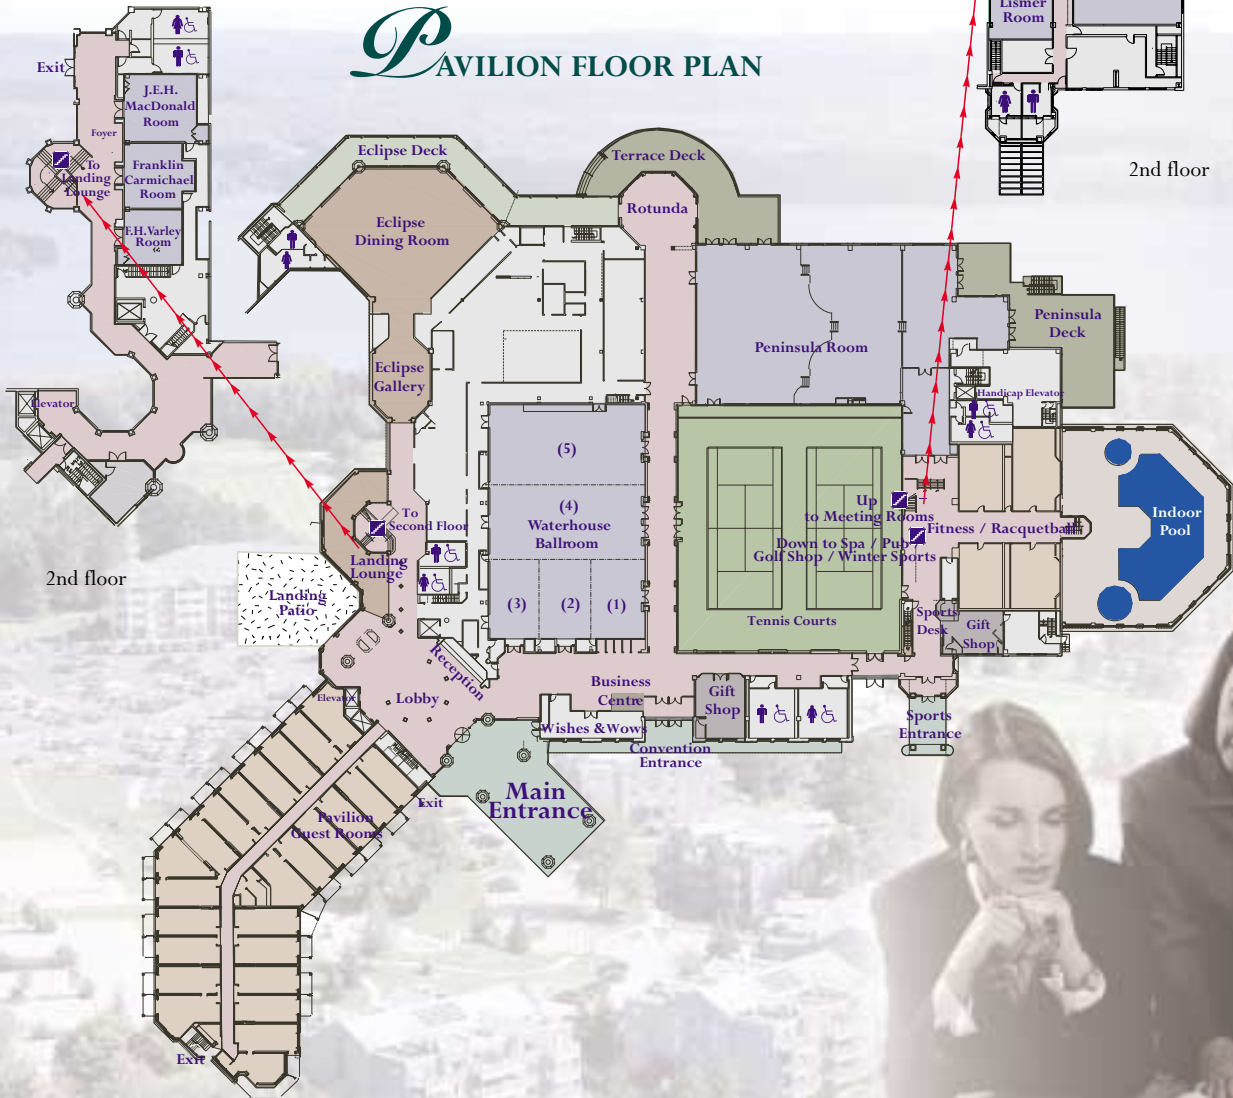 PAVILION FLOOR PLAN
Lismer
Room
2nd floor
Exit
J.E.H.
MacDonald
Room
Foyer
To
Landing
Lounge
Franklin
Carmichael
Room
F.H.Varley
Room
Elevator
2nd floor
Eclipse Deck
Terrace Deck
Eclipse
Dining Room
Rotunda
Peninsula
Deck
Peninsula Room
Eclipse
Gallery
Handicap Elevator
(5)
(4)
Waterhouse
Ballroom
(3)
(2)
(1)
To
Second Floor
Landing
Lounge
Landing
Patio
Up
to Meeting Rooms
Down to Spa / Pub
Golf Shop / Winter Sports
Fitness / Racquetball
Indoor
Pool
Tennis Courts
Sports
Desk
Gift
Shop
Reception
Lobby
Elevator
Business
Centre
Gift
Shop
Wishes &Wows
Convention
Entrance
Sports
Entrance
Main
Entrance
Exit
Pavilion
Guest Rooms
Exit